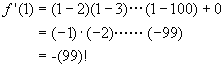 f'(1) = (1−2)(1−3)⋯(1−100) + 0
= (−1)·(−2)⋯⋯(−99)
= -(99)!